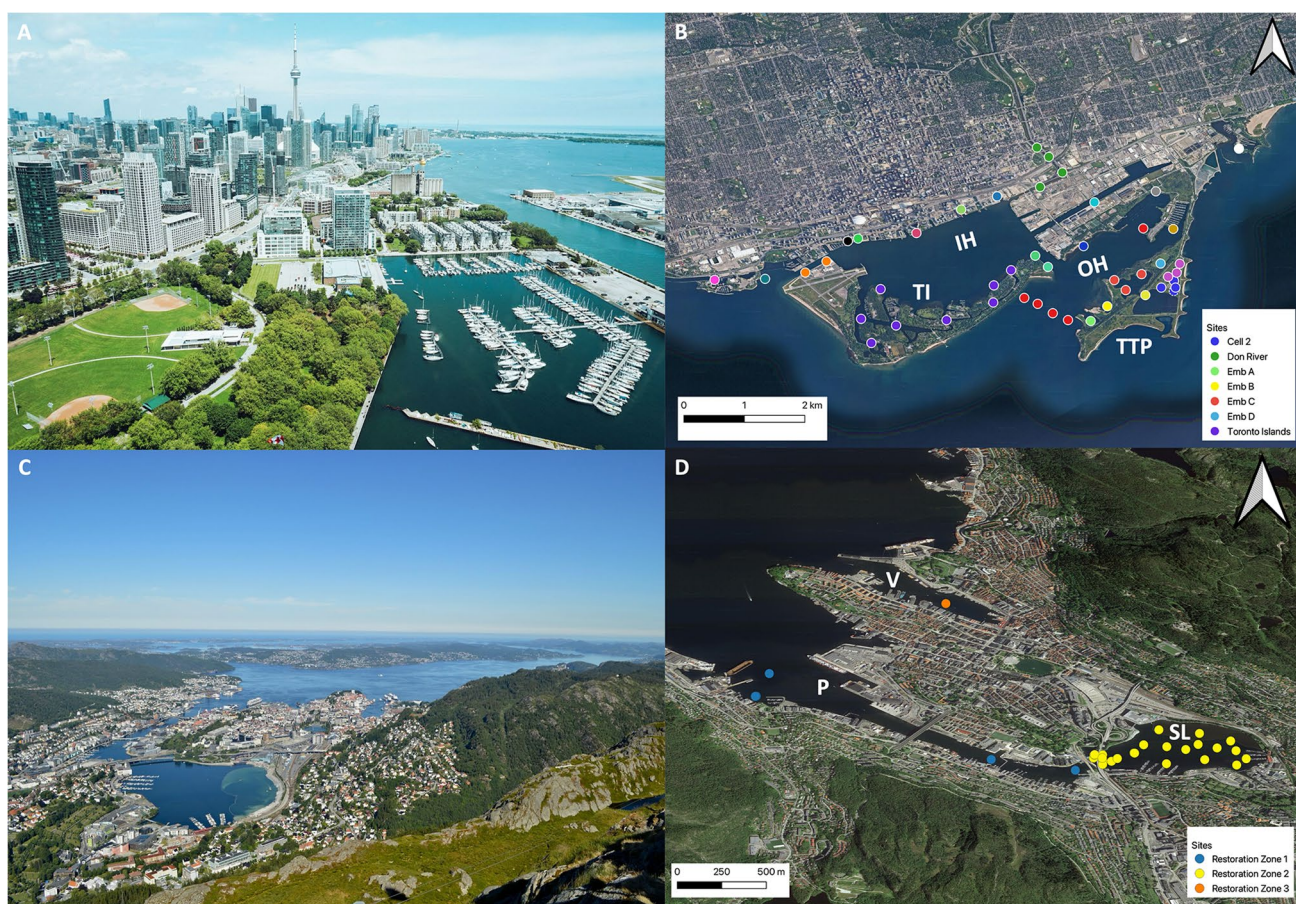 A
B
IH
OH
TI
TTP
Sites
Cell 2
Don River
Emb A
Emb B
Emb C
Emb D
Toronto Islands
0 1 2 km
C
D
V
P
SL
Sites
Restoration Zone 1
Restoration Zone 2
Restoration Zone 3
0 250 500 m